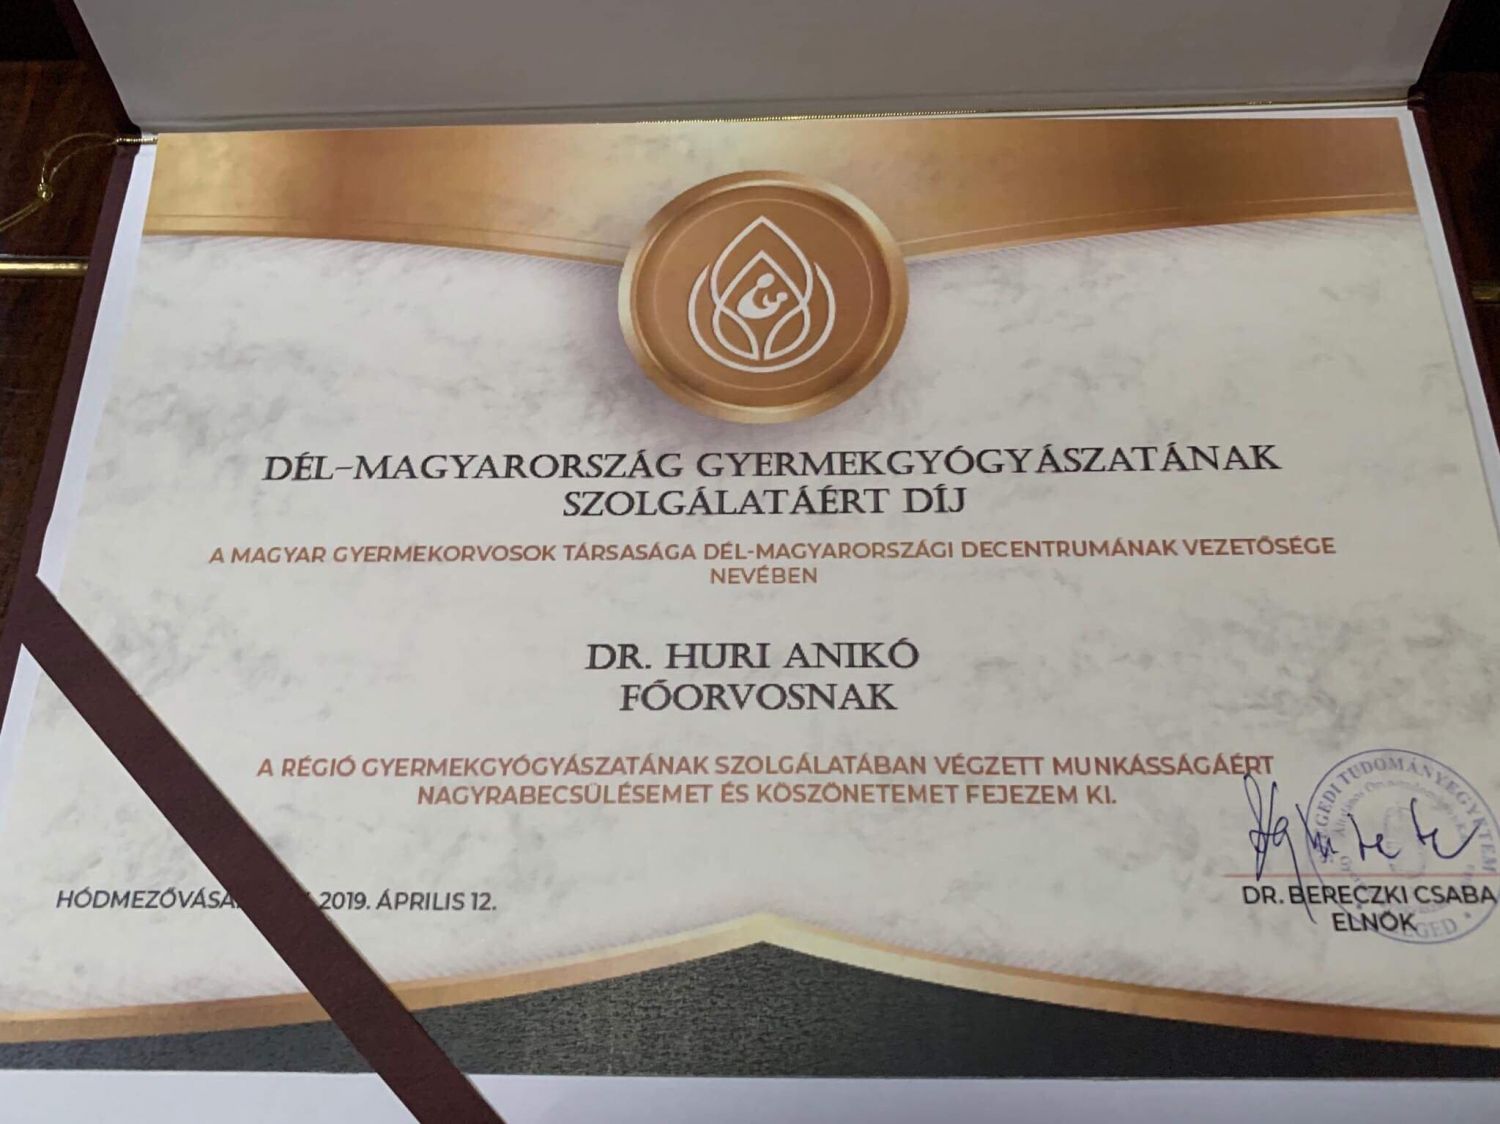 DÉL-MAGYARORSZÁG GYERMEKGYÓGYÁSZATÁNAK
SZOLGÁLATÁÉRT DÍJ
A MAGYAR GYERMEKORVOSOK TÁRSASÁGA DÉL-MAGYARORSZÁGI DECENTRUMÁNAK VEZETŐSÉGE
NEVÉBEN
DR. HURI ANIKÓ
FŐORVOSNAK
A RÉGIÓ GYERMEKGYÓGYÁSZATÁNAK SZOLGÁLATÁBAN VÉGZETT MUNKÁSSÁGÁÉRT
NAGYRABECSÜLÉSEMET ÉS KÖSZÖNETEMET FEJEZEM KI.
2019. ÁPRILIS 12.
DR. BERECZKI CSABA
ELNÖK